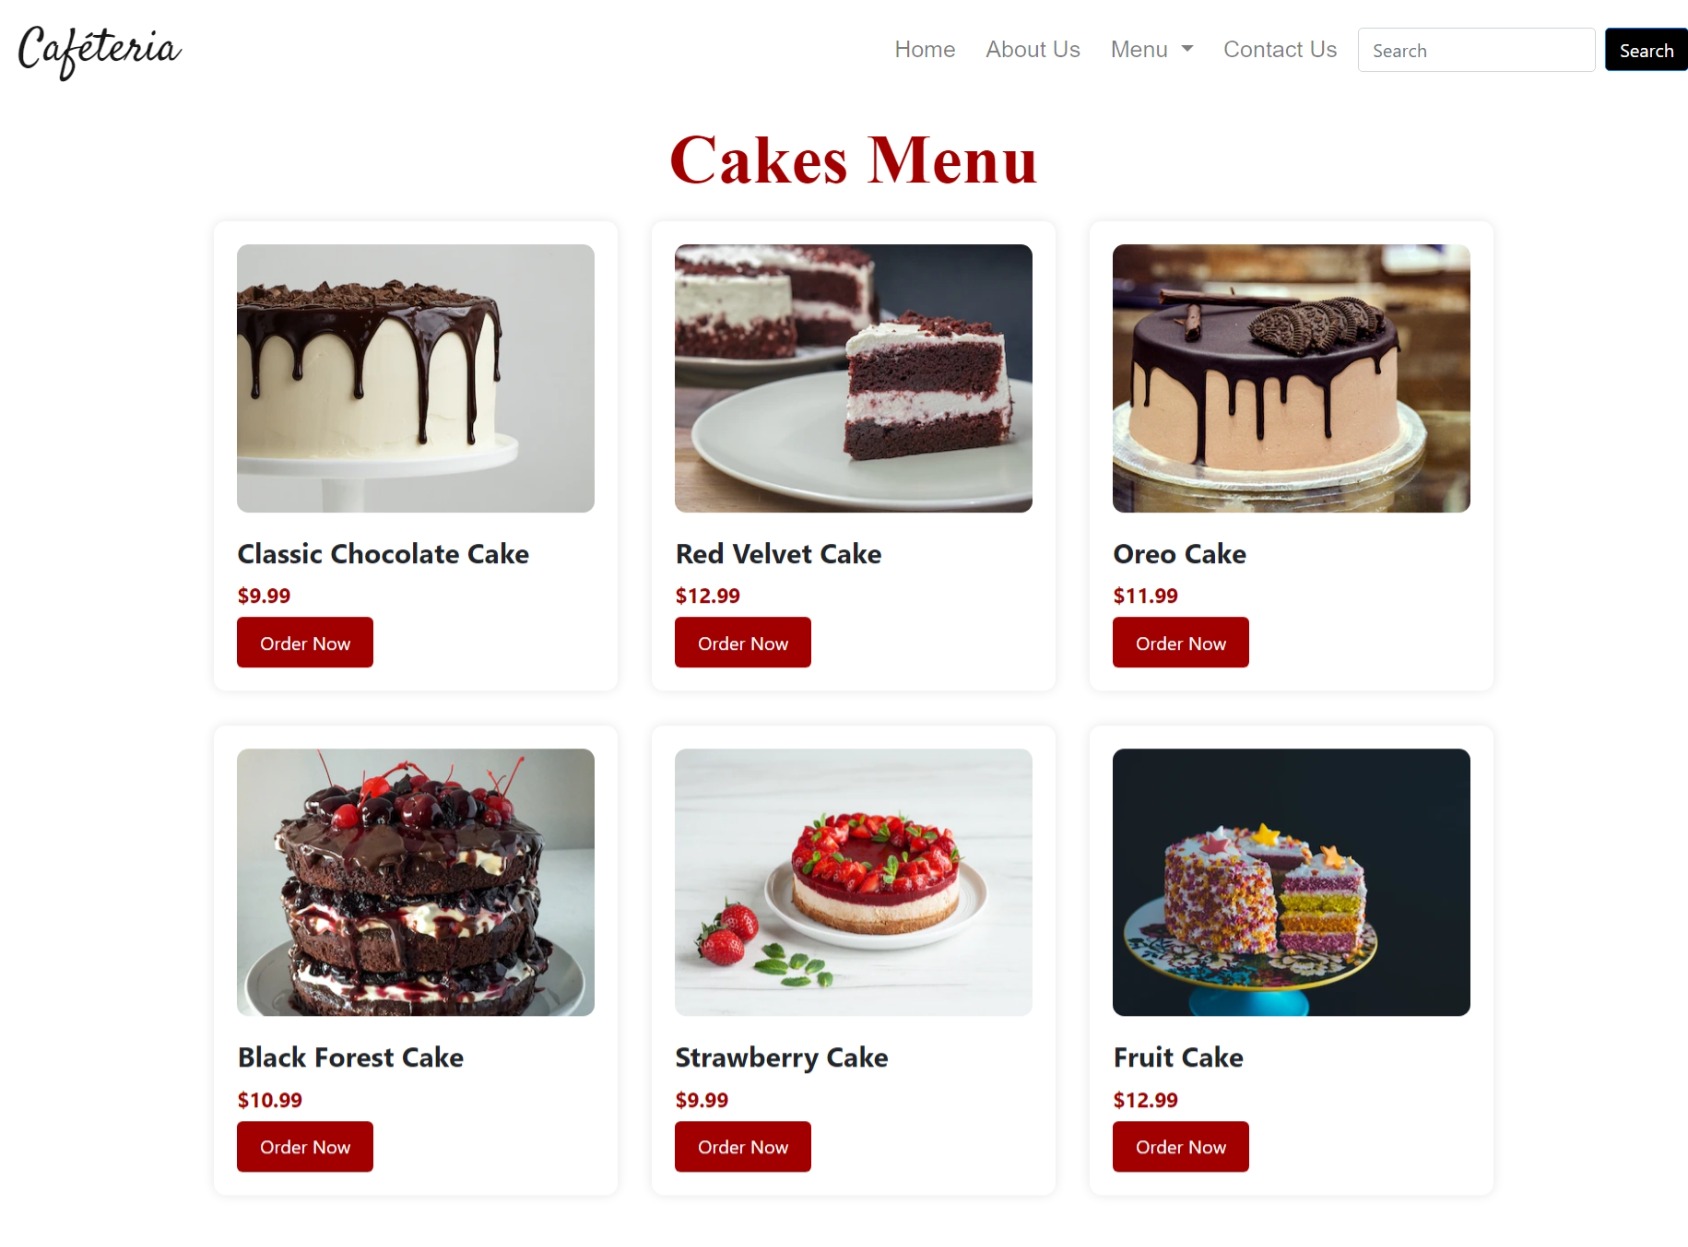 Caféteria
Home About Us Menu Contact Us Search Search
Cakes Menu
Classic Chocolate Cake
$9.99
Order Now
Red Velvet Cake
$12.99
Order Now
Oreo Cake
$11.99
Order Now
Black Forest Cake
$10.99
Order Now
Strawberry Cake
$9.99
Order Now
Fruit Cake
$12.99
Order Now